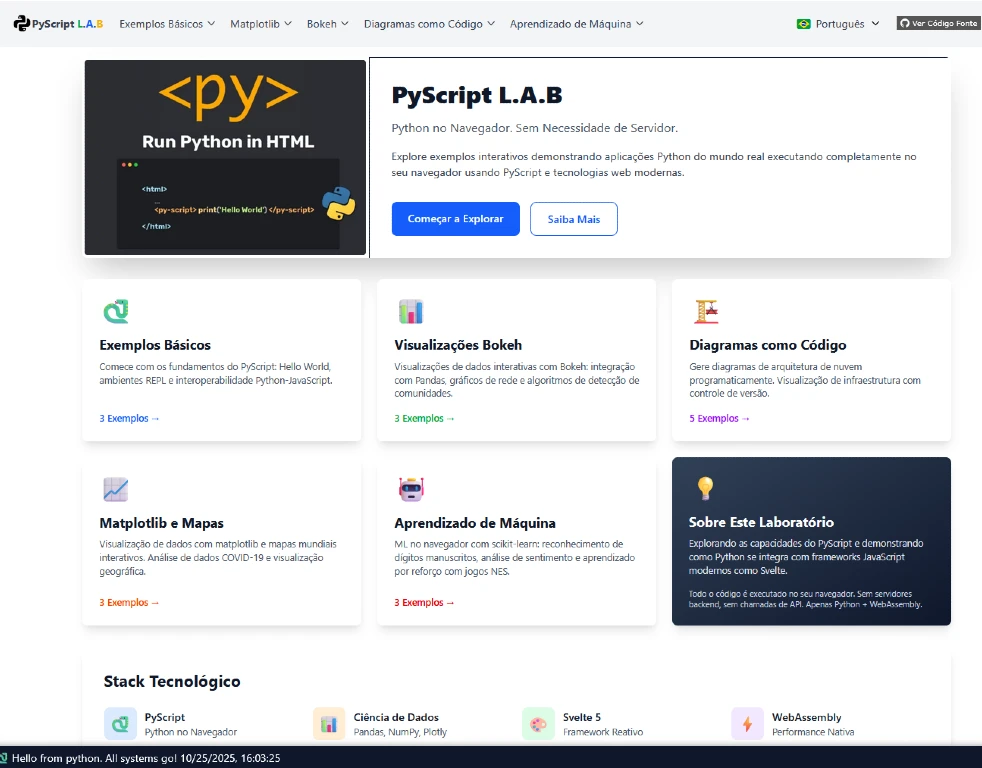 PyScript L.A.B Exemplos Básicos Matplotlib Bokeh Diagramas como Código Aprendizado de Máquina Português Ver Código Fonte
<py>
Run Python in HTML
<html>
...
<py-script> print('Hello World') </py-script>
</html>
PyScript L.A.B
Python no Navegador. Sem Necessidade de Servidor.
Explore exemplos interativos demonstrando aplicações Python do mundo real executando completamente no
seu navegador usando PyScript e tecnologias web modernas.
Começar a Explorar Saiba Mais
Exemplos Básicos
Comece com os fundamentos do PyScript: Hello World,
ambientes REPL e interoperabilidade Python-JavaScript.
3 Exemplos →
Visualizações Bokeh
Visualizações de dados interativas com Bokeh: integração
com Pandas, gráficos de rede e algoritmos de detecção de
comunidades.
3 Exemplos →
Diagramas como Código
Gere diagramas de arquitetura de nuvem
programaticamente. Visualização de infraestrutura com
controle de versão.
5 Exemplos →
Matplotlib e Mapas
Visualização de dados com matplotlib e mapas mundiais
interativos. Análise de dados COVID-19 e visualização
geográfica.
3 Exemplos →
Aprendizado de Máquina
ML no navegador com scikit-learn: reconhecimento de
dígitos manuscritos, análise de sentimento e aprendizado
por reforço com jogos NES.
3 Exemplos →
Sobre Este Laboratório
Explorando as capacidades do PyScript e demonstrando
como Python se integra com frameworks JavaScript
modernos como Svelte.
Todo o código é executado no seu navegador. Sem servidores
backend, sem chamadas de API. Apenas Python + WebAssembly.
Stack Tecnológico
PyScript
Python no Navegador
Ciência de Dados
Pandas, NumPy, Plotly
Svelte 5
Framework Reativo
WebAssembly
Performance Nativa
Hello from python. All systems go! 10/25/2025, 16:03:25